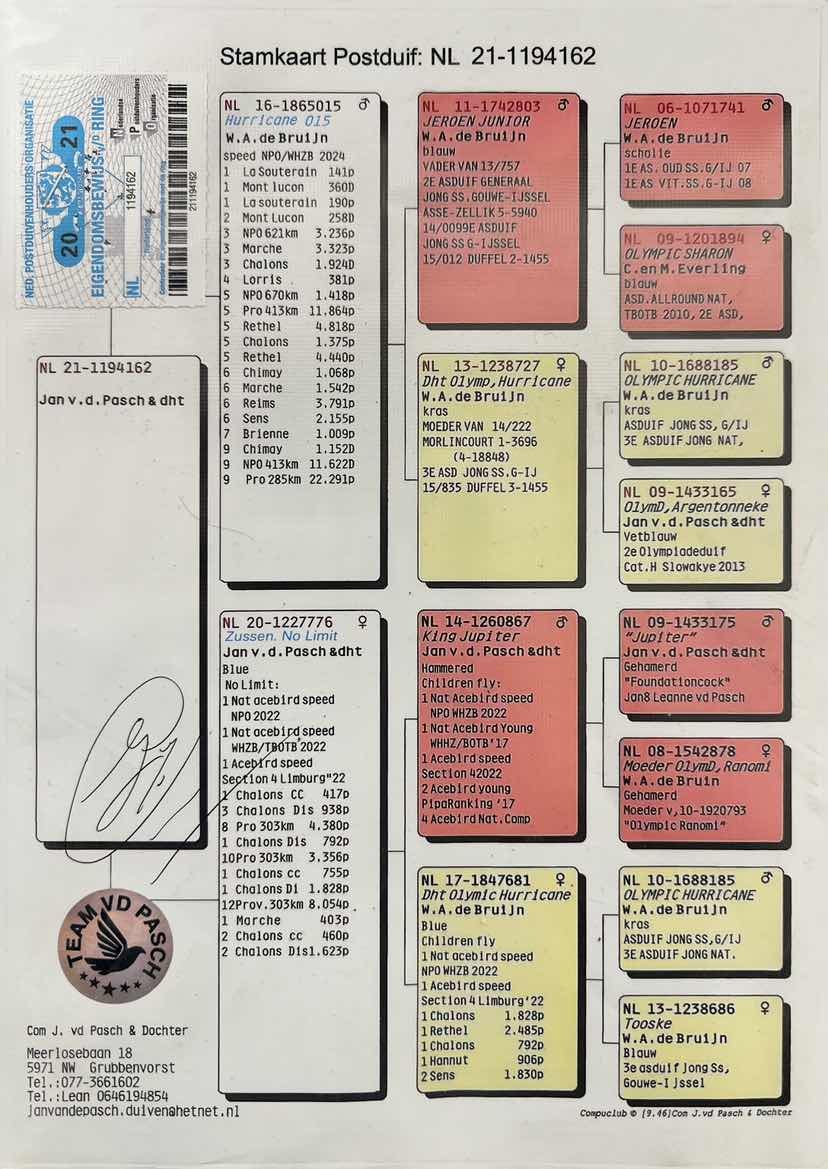 Stamkaart Postduif: NL 21-1194162
NED. POSTDUIVENHOUDERS ORGANISATIE
20 21
EIGENDOMSBEWIJS v/d RING
NL 1194162
Nederlandse
Postduivenhouders
Organisatie
211194162
NL 21-1194162
Jan v.d.Pasch & dht
TEAM VD PASCH
Com J. vd Pasch & Dochter
Meerlosebaan 18
5971 NW Grubbenvorst
Tel.:077-3661602
Tel.:Lean 0646194854
janvandepasch.duiven@hetnet.nl
NL 16-1865015 ♂
Hurricane 015
W.A.de Bruijn
speed NPO/WHZB 2024
1 La Souterain 141p
1 Mont lucon 360D
1 La souterain 190p
2 Mont Lucon 258D
3 NPO 621km 3.236p
3 Marche 3.323p
3 Chalons 1.924D
4 Lorris 381p
5 NPO 670km 1.418p
5 Pro 413km 11.864p
5 Rethel 4.818p
5 Chalons 1.375p
5 Rethel 4.440p
6 Chimay 1.068p
6 Marche 1.542p
6 Reims 3.791p
6 Sens 2.155p
7 Brienne 1.009p
9 Chimay 1.152D
9 NPO 413km 11.622D
9 Pro 285km 22.291p
NL 20-1227776 ♀
Zussen. No Limit
Jan v.d.Pasch &dht
Blue
No Limit:
1 Nat acebird speed
NPO 2022
1 Nat acebird speed
WHZB/TBOTB 2022
1 Acebird speed
Section 4 Limburg"22
1 Chalons CC 417p
3 Chalons Dis 938p
8 Pro 303km 4.380p
1 Chalons Dis 792p
10Pro 303km 3.356p
1 Chalons cc 755p
1 Chalons Di 1.828p
12Prov.303km 8.054p
1 Marche 403p
2 Chalons cc 460p
2 Chalons Dis1.623p
NL 11-1742803 ♂
JEROEN JUNIOR
W.A.de Bruijn
blauw
VADER VAN 13/757
2E ASDUIF GENERAAL
JONG SS.GOUWE-IJSSEL
ASSE-ZELLIK 5-5940
14/0099E ASDUIF
JONG SS G-IJSSEL
15/012 DUFFEL 2-1455
NL 13-1238727 ♀
Dht Olymp,Hurricane
W.A.de Bruijn
kras
MOEDER VAN 14/222
MORLINCOURT 1-3696
(4-18848)
3E ASD JONG SS.G-IJ
15/835 DUFFEL 3-1455
NL 14-1260867 ♂
King Jupiter
Jan v.d.Pasch &dht
Hammered
Children fly:
1 Nat Acebird speed
NPO WHZB 2022
1 Nat Acebird Young
WHHZ/BOTB'17
1 Acebird speed
Section 42022
2 Acebird young
PipaRanking '17
4 Acebird Nat.Comp
NL 17-1847681 ♀
Dht Olymic Hurricane
W.A.de Bruijn
Blue
Children fly
1 Nat acebird speed
NPO WHZB 2022
1 Acebird speed
Section 4 Limburg'22
1 Chalons 1.828p
1 Rethel 2.485p
1 Chalons 792p
1 Hannut 906p
2 Sens 1.830p
NL 06-1071741 ♂
JEROEN
W.A.de Bruijn
schalie
1E AS. OUD SS.G/IJ 07
1E AS VIT.SS.G-IJ 08
NL 09-1201894 ♀
OLYMPIC SHARON
C.en M.Everling
blauw
ASD.ALLROUND NAT,
TBOTB 2010, 2E ASD,
NL 10-1688185 ♂
OLYMPIC HURRICANE
W.A.de Bruijn
kras
ASDUIF JONG SS, G/IJ
3E ASDUIF JONG NAT,
NL 09-1433165 ♀
OlymD,Argentonneke
Jan v.d.Pasch &dht
Vetblauw
2e Olympiadeduif
Cat.H Slowakye 2013
NL 09-1433175 ♂
"Jupiter"
Jan v.d.Pasch &dht
Gehamerd
"Foundationcock"
Jan8 Leanne vd Pasch
NL 08-1542878 ♀
Moeder OlymD, Ranomi
W.A.de Bruin
Gehamerd
Moeder v,10-1920793
"Olympic Ranomi"
NL 10-1688185 ♂
OLYMPIC HURRICANE
W.A.de Bruijn
kras
ASDUIF JONG SS,G/IJ
3E ASDUIF JONG NAT.
NL 13-1238686 ♀
Tooske
W.A.de Bruijn
Blauw
3e asduif Jong Ss,
Gouwe-I Jssel
Compuclub © [9.46]Com J.vd Pasch & Dochter